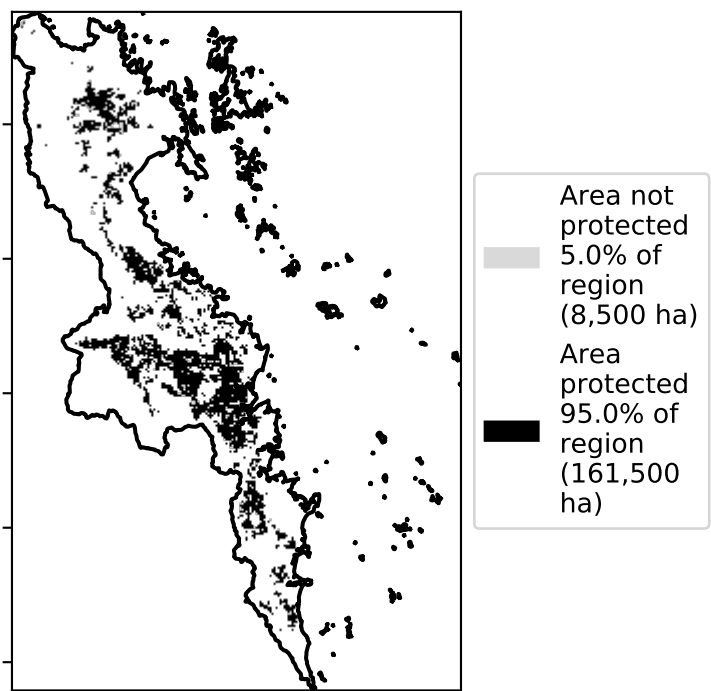 Area not
protected
5.0% of
region
(8,500 ha)
Area
protected
95.0% of
region
(161,500
ha)